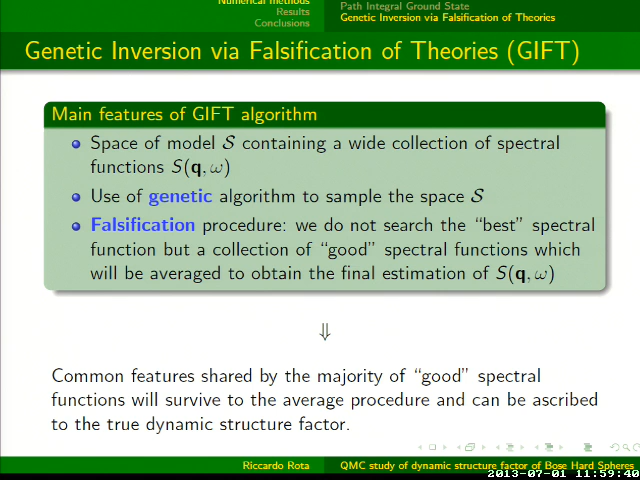 Numerical methods
Results
Conclusions
Path Integral Ground State
Genetic Inversion via Falsification of Theories
Genetic Inversion via Falsification of Theories (GIFT)
Main features of GIFT algorithm
Space of model 𝒮 containing a wide collection of spectral
functions S(q, ω)
Use of genetic algorithm to sample the space 𝒮
Falsification procedure: we do not search the “best” spectral
function but a collection of “good” spectral functions which
will be averaged to obtain the final estimation of S(q, ω)
⇓
Common features shared by the majority of “good” spectral
functions will survive to the average procedure and can be ascribed
to the true dynamic structure factor.
Riccardo Rota
QMC study of dynamic structure factor of Bose Hard Spheres
2013-07-01 11:59:40